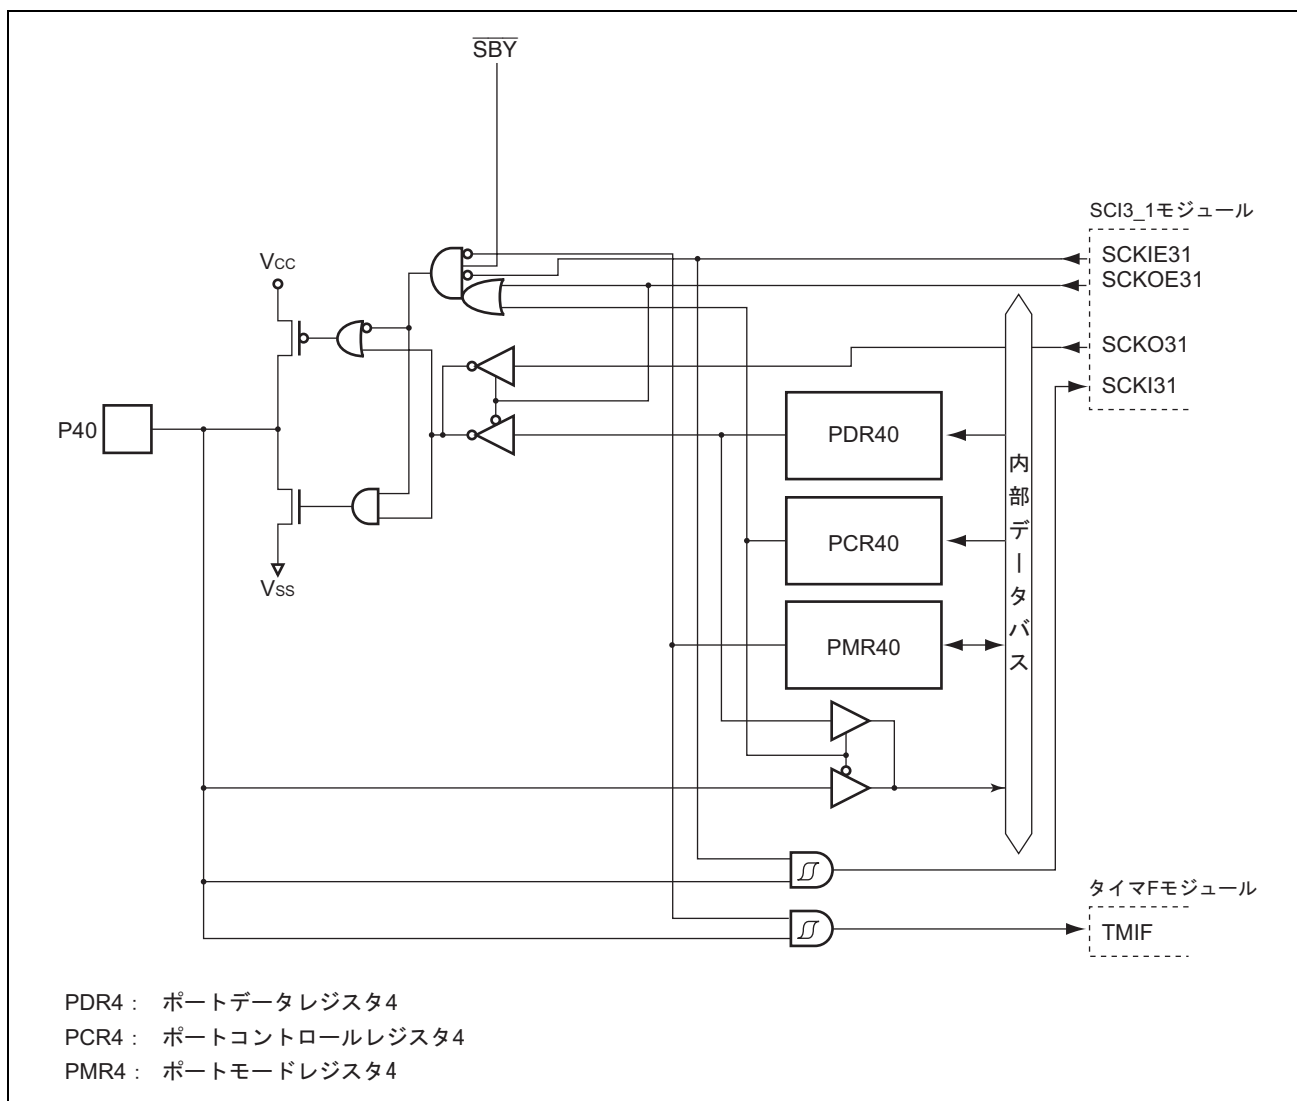 SBY
SCI3_1モジュール
SCKIE31
SCKOE31
SCKO31
SCKI31
VCC
P40
VSS
PDR40
PCR40
PMR40
内部データバス
タイマFモジュール
TMIF
PDR4 : ポートデータレジスタ4
PCR4 : ポートコントロールレジスタ4
PMR4 : ポートモードレジスタ4